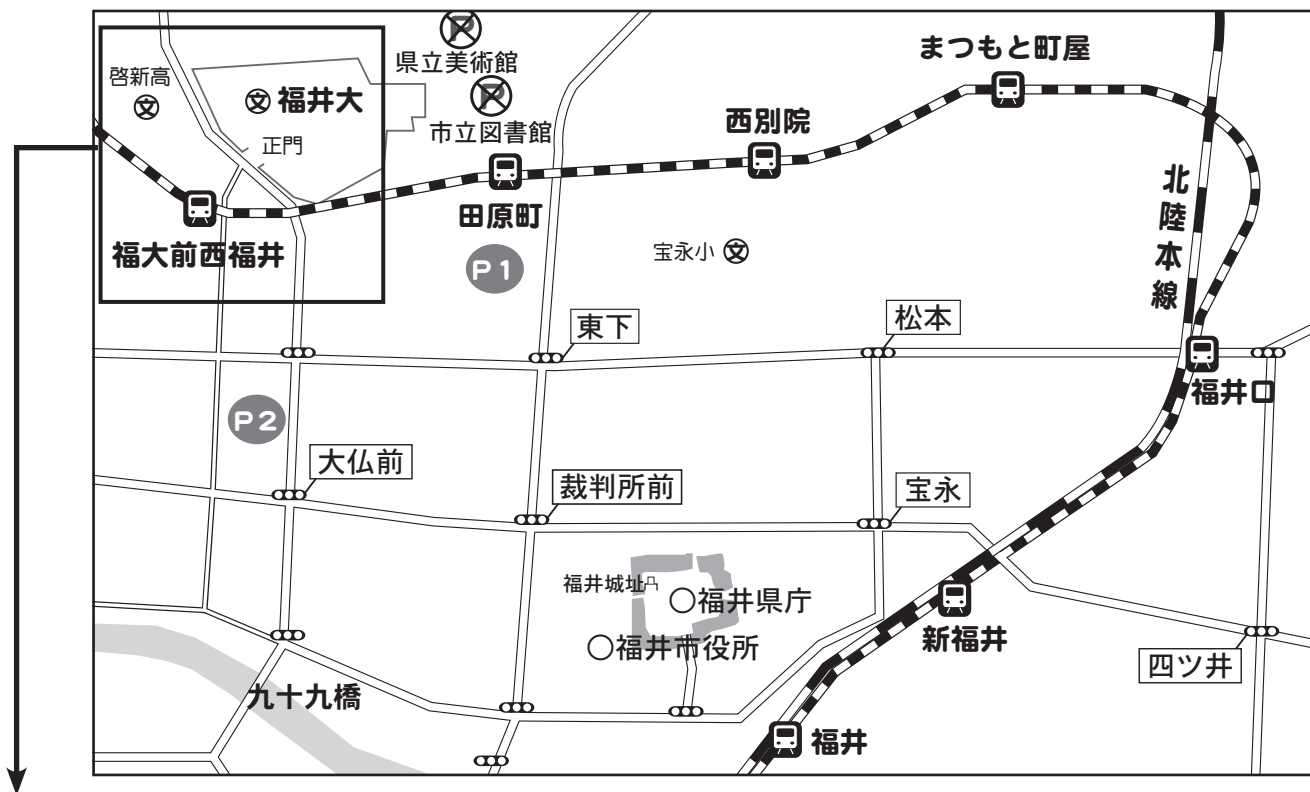 P
県立美術館
まつもと町屋
啓新高
文
文
福井大
P
市立図書館
西別院
正門
北陸本線
田原町
福大前西福井
宝永小
文
P1
東下
松本
福井口
P2
大仏前
裁判所前
宝永
福井城址
福井県庁
新福井
福井市役所
四ツ井
九十九橋
福井